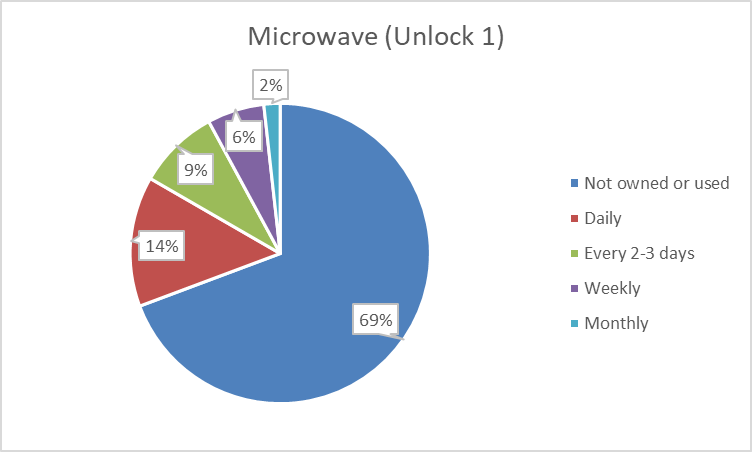 Microwave (Unlock 1)
2%
6%
9%
14%
69%
Not owned or used
Daily
Every 2-3 days
Weekly
Monthly